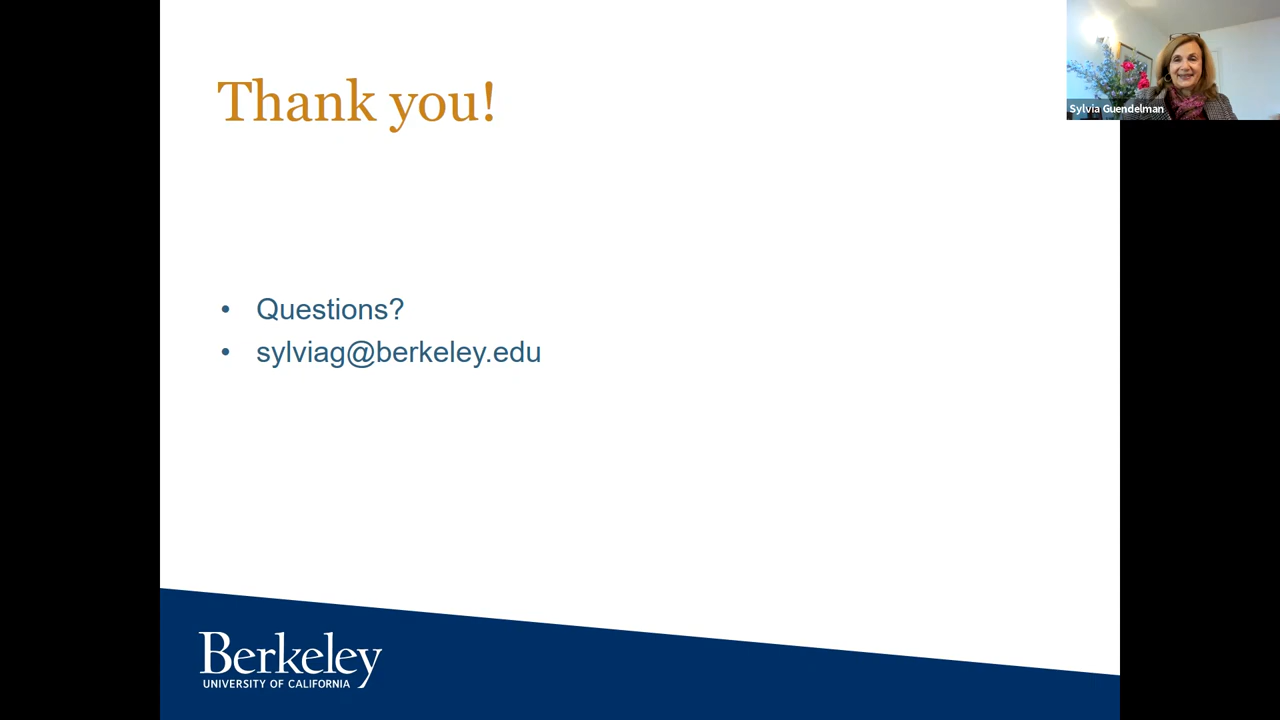 Thank you!
Sylvia Guendelman
• Questions?
• sylviag@berkeley.edu
Berkeley
UNIVERSITY OF CALIFORNIA